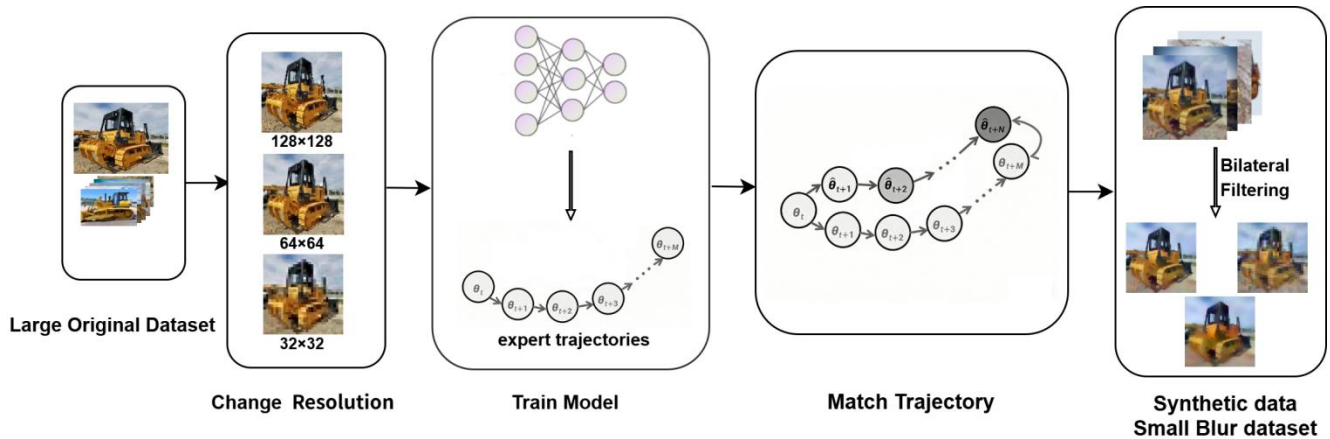 Large Original Dataset
128×128
64×64
32×32
Change Resolution
θt
θt+1
θt+2
θt+3
θt+M
expert trajectories
Train Model
θt
θ̂t+1
θ̂t+2
θ̂t+N
θt+1
θt+2
θt+3
θt+M
Match Trajectory
Bilateral
Filtering
Synthetic data
Small Blur dataset